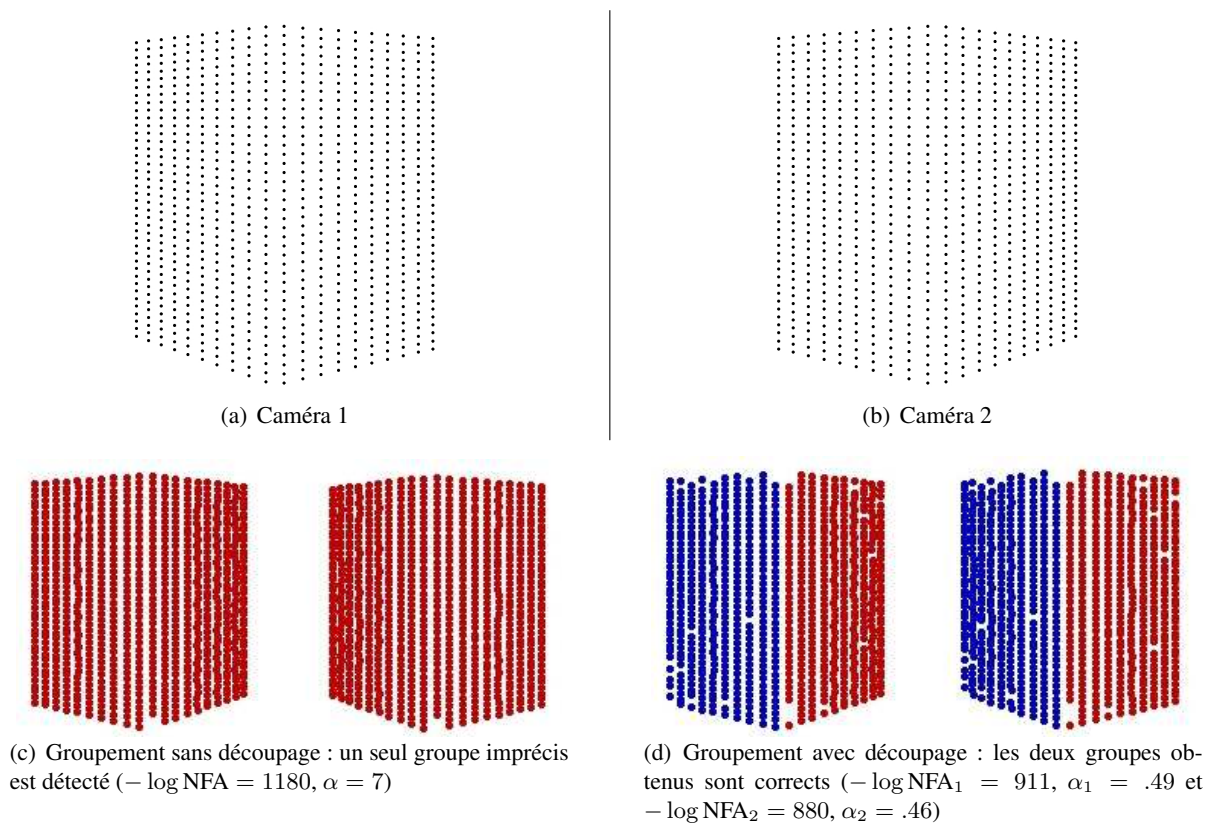 (a) Caméra 1
(b) Caméra 2
(c) Groupement sans découpage : un seul groupe imprécis
est détecté (− log NFA = 1180, α = 7)
(d) Groupement avec découpage : les deux groupes ob-
tenus sont corrects (− log NFA₁ = 911, α₁ = .49 et
− log NFA₂ = 880, α₂ = .46)